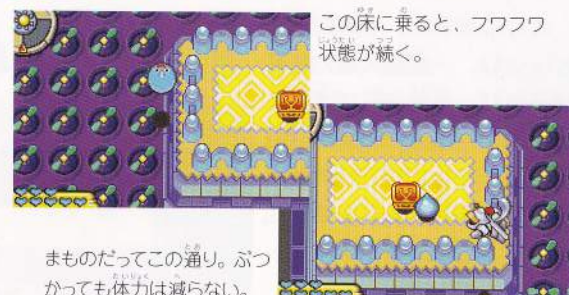 この床に乗ると、フワフワ
状態が続く。
まものだってこの通り。ぶつ
かっても体力は減らない。